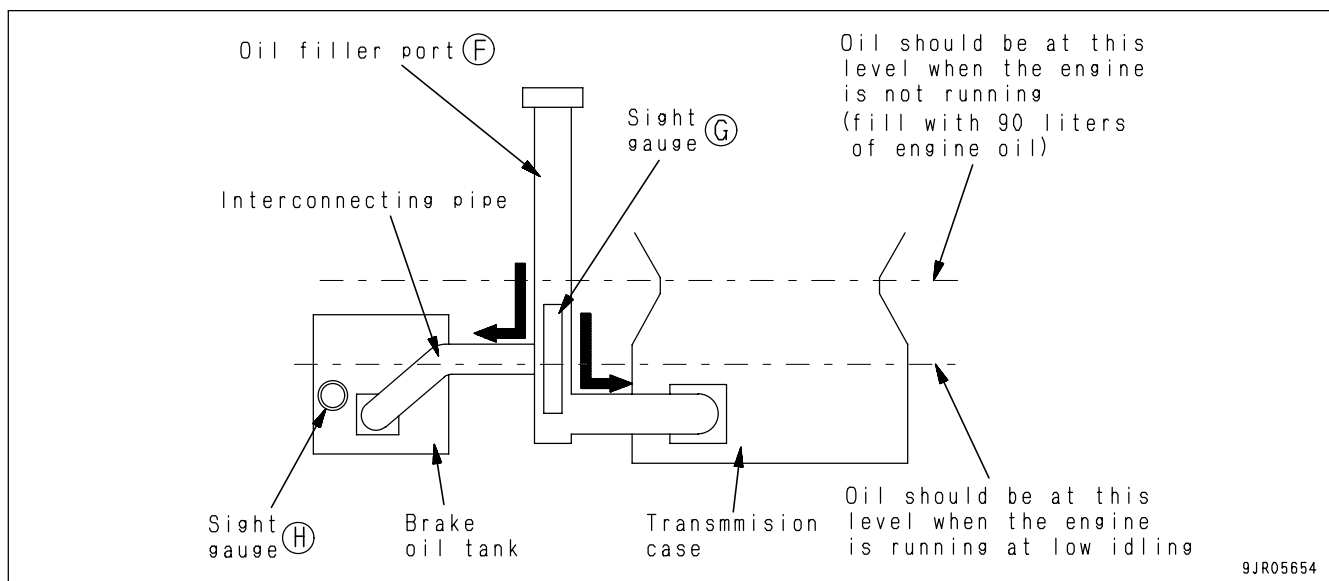 Oil filler port F
Sight
gauge G
Interconnecting pipe
Oil should be at this
level when the engine
is not running
(fill with 90 liters
of engine oil)
Sight
gauge H
Brake
oil tank
Transmmision
case
Oil should be at this
level when the engine
is running at low idling
9JR05654